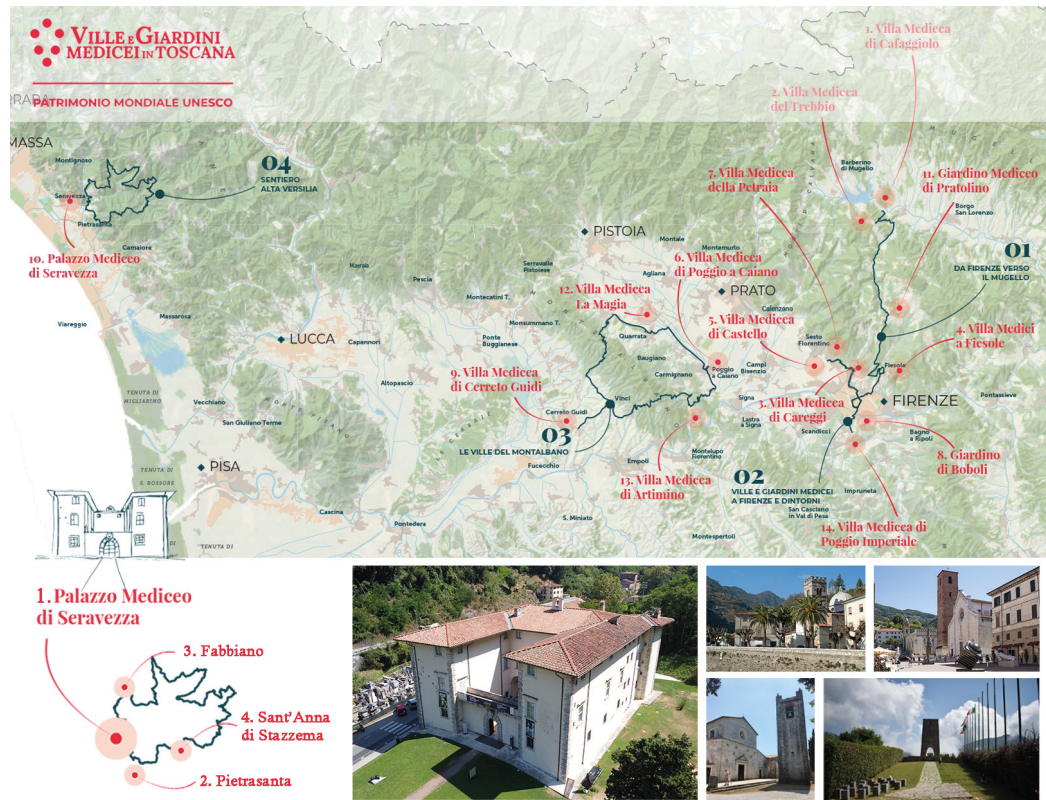 VILLE E GIARDINI
MEDICEI IN TOSCANA
PATRIMONIO MONDIALE UNESCO
MASSA
Montignoso
Seravezza
Pietrasanta
Camaiore
10. Palazzo Mediceo
di Seravezza
04
SENTIERO
ALTA VERSILIA
Viareggio
Massarosa
LUCCA
Capannori
Pescia
Montecatini T.
Monsummano T.
Ponte
Buggianese
Altopascio
Vecchiano
San Giuliano Terme
TENUTA DI
MIGLIARINO
TENUTA DI
S. ROSSORE
PISA
Cascina
Pontedera
TENUTA DI
PISTOIA
Serravalle
Pistoiese
Montale
Montemurlo
Agliana
PRATO
Calenzano
12. Villa Medicea
La Magia
6. Villa Medicea
di Poggio a Caiano
5. Villa Medicea
di Castello
7. Villa Medicea
della Petraia
1. Villa Medicea
di Cafaggiolo
2. Villa Medicea
del Trebbio
Barberino
di Mugello
11. Giardino Mediceo
di Pratolino
Borgo
San Lorenzo
01
DA FIRENZE VERSO
IL MUGELLO
4. Villa Medici
a Fiesole
Sesto
Fiorentino
Fiesole
Quarrata
Baugiano
Carmignano
Poggio
a Caiano
Campi
Bisenzio
Signa
Lastra
a Signa
3. Villa Medicea
di Careggi
FIRENZE
Pontassieve
Scandicci
Bagno
a Ripoli
8. Giardino
di Boboli
9. Villa Medicea
di Cerreto Guidi
Cerreto Guidi
Vinci
03
LE VILLE DEL MONTALBANO
Fucecchio
Empoli
Montelupo
Fiorentino
13. Villa Medicea
di Artimino
02
VILLE E GIARDINI MEDICEI
A FIRENZE E DINTORNI
Impruneta
San Casciano
in Val di Pesa
S. Miniato
Montespertoli
14. Villa Medicea di
Poggio Imperiale
1. Palazzo Mediceo
di Seravezza
3. Fabbiano
4. Sant'Anna
di Stazzema
2. Pietrasanta